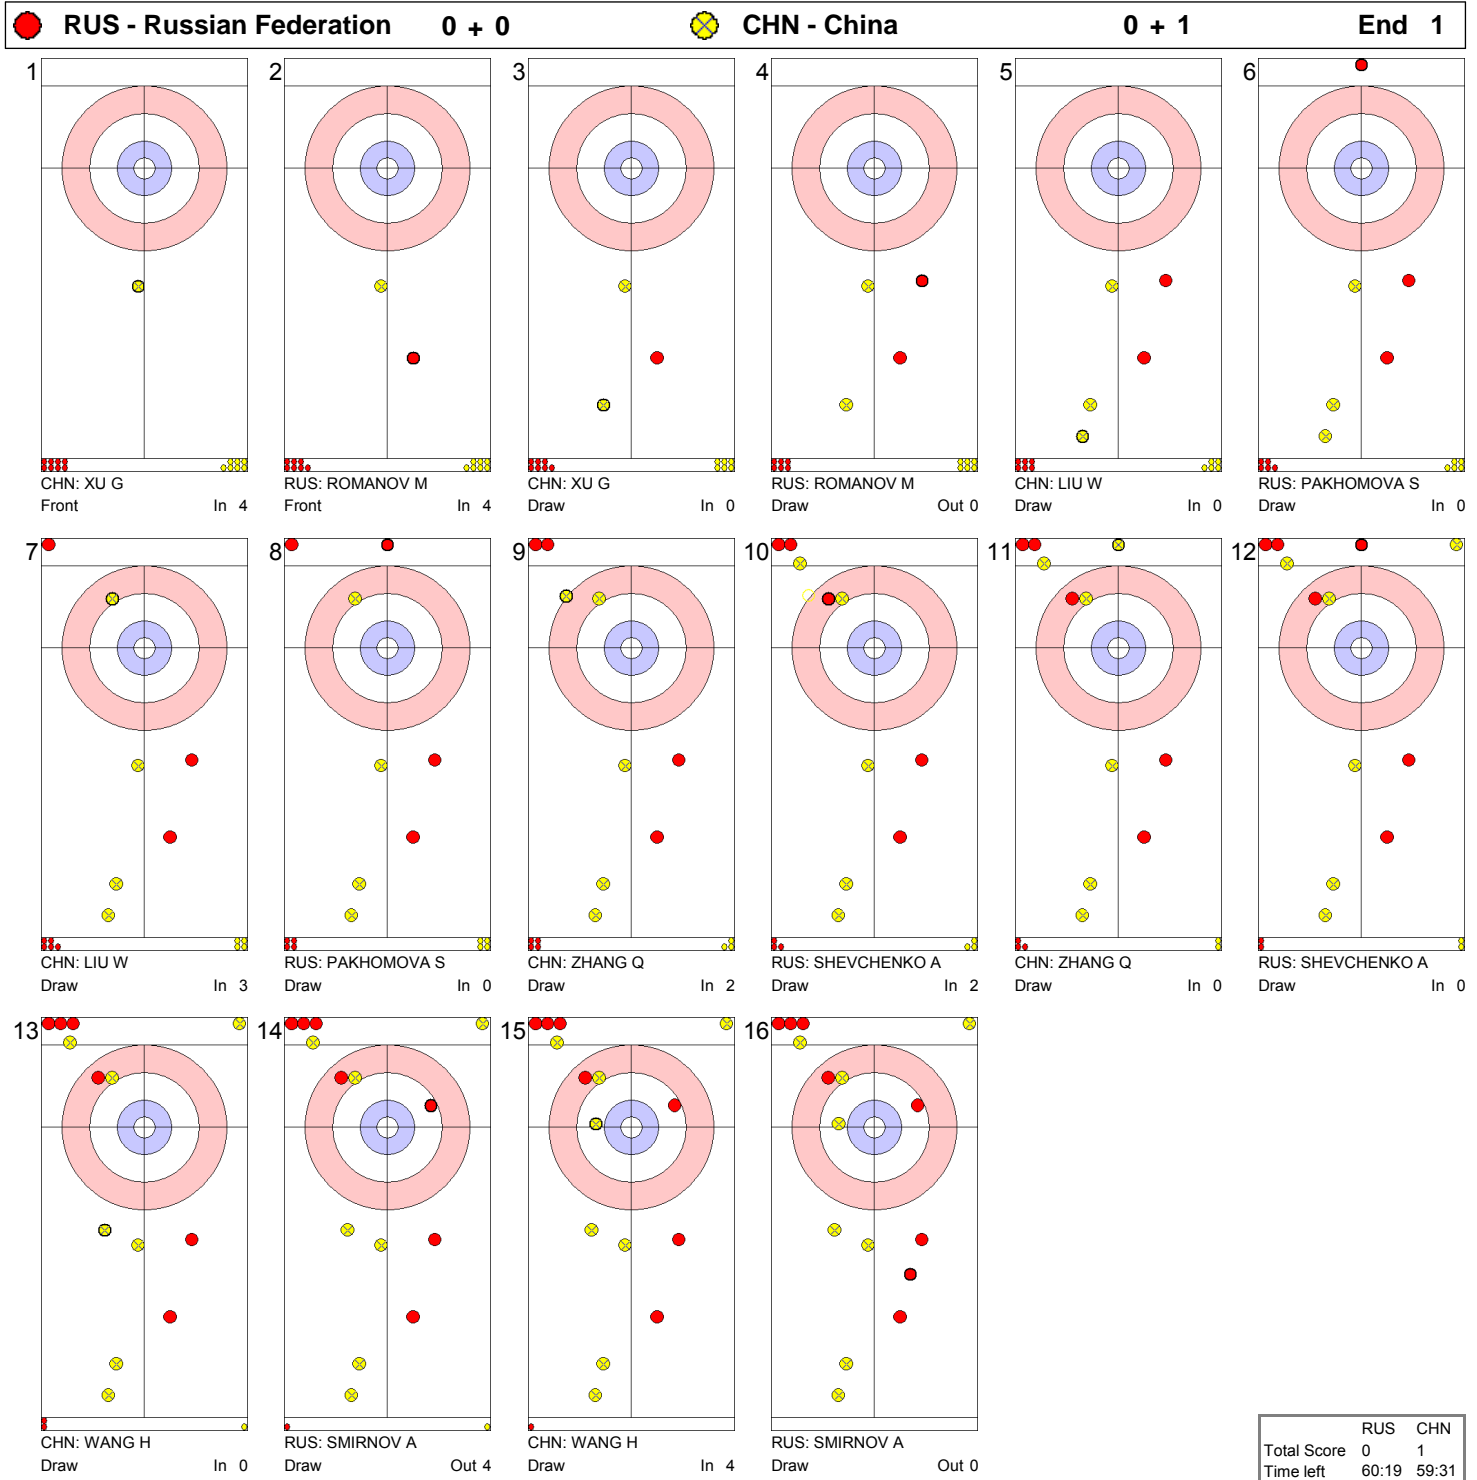 RUS - Russian Federation 0 + 0 CHN - China 0 + 1 End 1
1 2 3 4 5 6
CHN: XU G RUS: ROMANOV M CHN: XU G RUS: ROMANOV M CHN: LIU W RUS: PAKHOMOVA S
Front In 4 Front In 4 Draw In 0 Draw Out 0 Draw In 0 Draw In 0
7 8 9 10 11 12
CHN: LIU W RUS: PAKHOMOVA S CHN: ZHANG Q RUS: SHEVCHENKO A CHN: ZHANG Q RUS: SHEVCHENKO A
Draw In 3 Draw In 0 Draw In 2 Draw In 2 Draw In 0 Draw In 0
13 14 15 16
CHN: WANG H RUS: SMIRNOV A CHN: WANG H RUS: SMIRNOV A
Draw In 0 Draw Out 4 Draw In 4 Draw Out 0
RUS CHN
Total Score 0 1
Time left 60:19 59:31